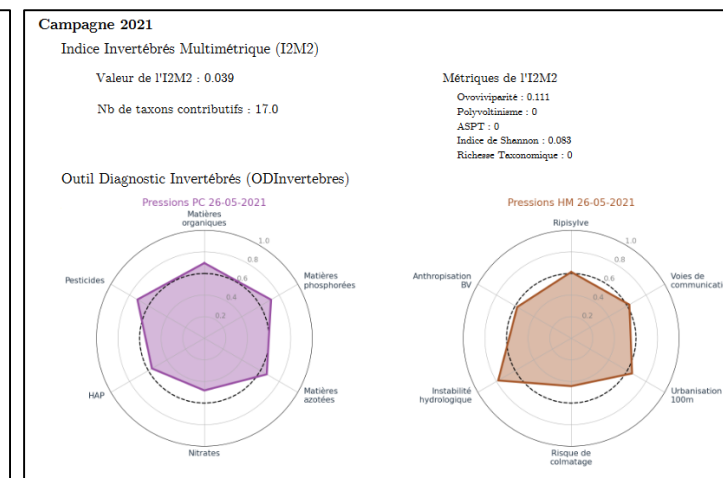 Campagne 2021
Indice Invertébrés Multimétrique (I2M2)
Valeur de l'I2M2 : 0.039
Nb de taxons contributifs : 17.0
Métriques de l'I2M2
Ovoviviparité : 0.111
Polyvoltinisme : 0
ASPT : 0
Indice de Shannon : 0.083
Richesse Taxonomique : 0
Outil Diagnostic Invertébrés (ODInvertebres)
Pressions PC 26-05-2021
Matières
organiques
1.0
0.8
0.6
0.4
0.2
Pesticides
Matières
phosphorées
HAP
Matières
azotées
Nitrates
Pressions HM 26-05-2021
Ripisylve
1.0
0.8
0.6
0.4
0.2
Anthropisation
BV
Voies de
communicat
Instabilité
hydrologique
Urbanisation
100m
Risque de
colmatage